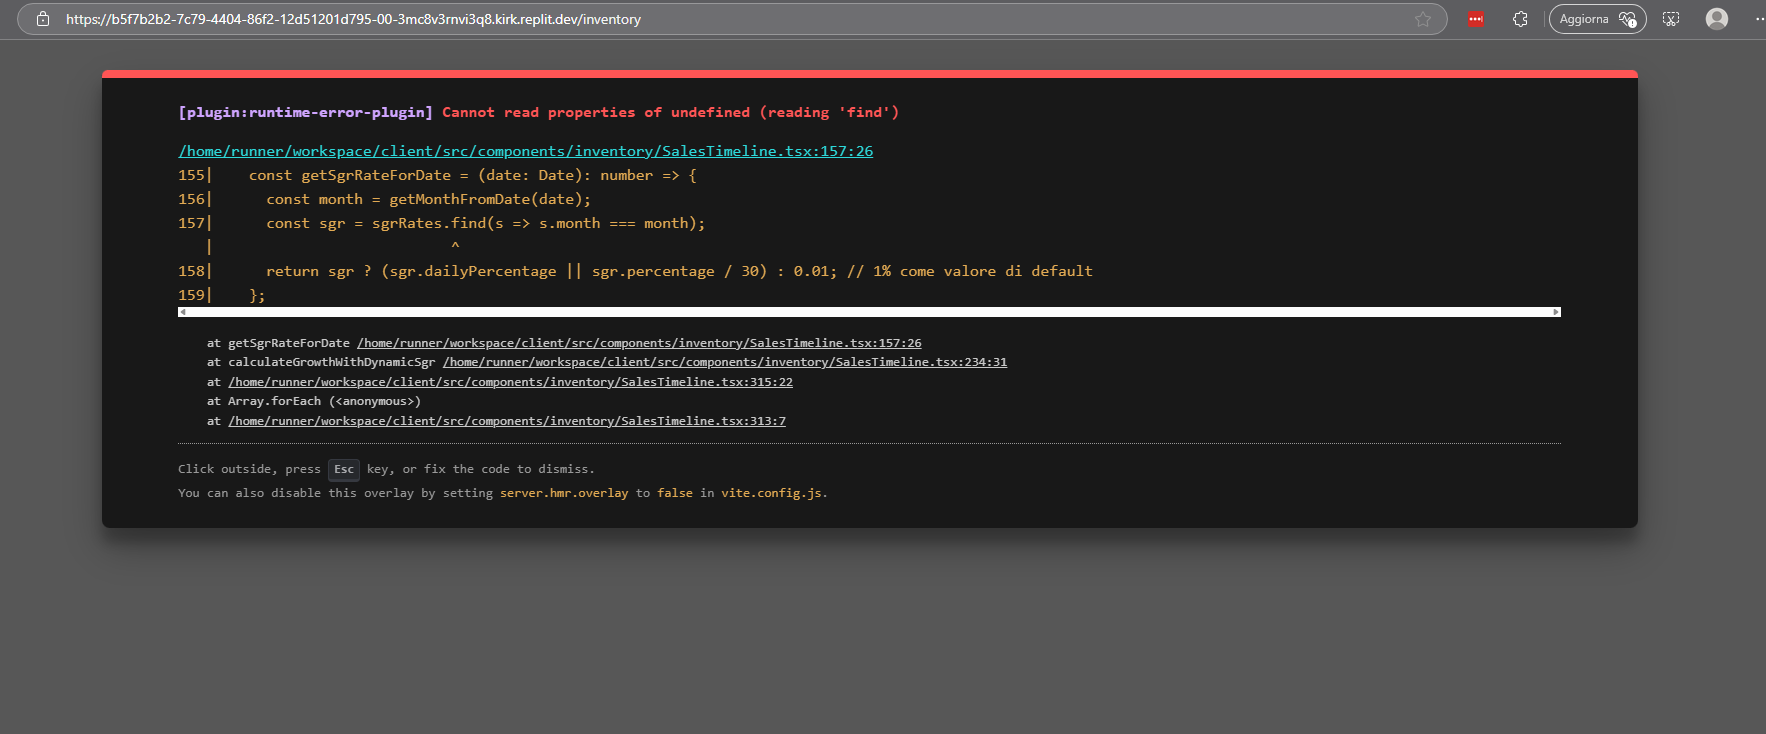 https://b5f7b2b2-7c79-4404-86f2-12d51201d795-00-3mc8v3rnvi3q8.kirk.replit.dev/inventory
Aggiorna
[plugin:runtime-error-plugin] Cannot read properties of undefined (reading 'find')
/home/runner/workspace/client/src/components/inventory/SalesTimeline.tsx:157:26
155|    const getSgrRateForDate = (date: Date): number => {
156|      const month = getMonthFromDate(date);
157|      const sgr = sgrRates.find(s => s.month === month);
   |                           ^
158|      return sgr ? (sgr.dailyPercentage || sgr.percentage / 30) : 0.01; // 1% come valore di default
159|    };
at getSgrRateForDate /home/runner/workspace/client/src/components/inventory/SalesTimeline.tsx:157:26
at calculateGrowthWithDynamicSgr /home/runner/workspace/client/src/components/inventory/SalesTimeline.tsx:234:31
at /home/runner/workspace/client/src/components/inventory/SalesTimeline.tsx:315:22
at Array.forEach (<anonymous>)
at /home/runner/workspace/client/src/components/inventory/SalesTimeline.tsx:313:7
Click outside, press Esc key, or fix the code to dismiss.
You can also disable this overlay by setting server.hmr.overlay to false in vite.config.js.